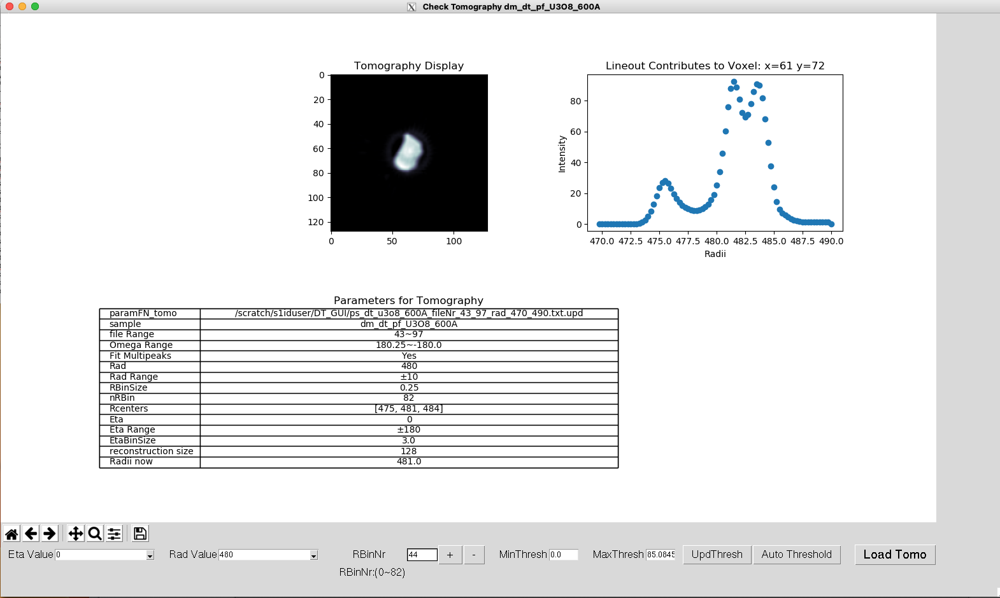 Check Tomography dm_dt_pf_U3O8_600A
Tomography Display
0
20
40
60
80
100
120
0 50 100
Lineout Contributes to Voxel: x=61 y=72
Intensity
80
60
40
20
0
470.0 472.5 475.0 477.5 480.0 482.5 485.0 487.5 490.0
Radii
Parameters for Tomography
paramFN_tomo /scratch/s1iduser/DT_GUI/ps_dt_u3o8_600A_fileNr_43_97_rad_470_490.txt.upd
sample dm_dt_pf_U3O8_600A
file Range 43~97
Omega Range 180.25~-180.0
Fit Multipeaks Yes
Rad 480
Rad Range ±10
RBinSize 0.25
nRBin 82
Rcenters [475, 481, 484]
Eta 0
Eta Range ±180
EtaBinSize 3.0
reconstruction size 128
Radii now 481.0
Eta Value 0 Rad Value 480 RBinNr 44 + - MinThresh 0.0 MaxThresh 85.0845 UpdThresh Auto Threshold Load Tomo
RBinNr:(0~82)